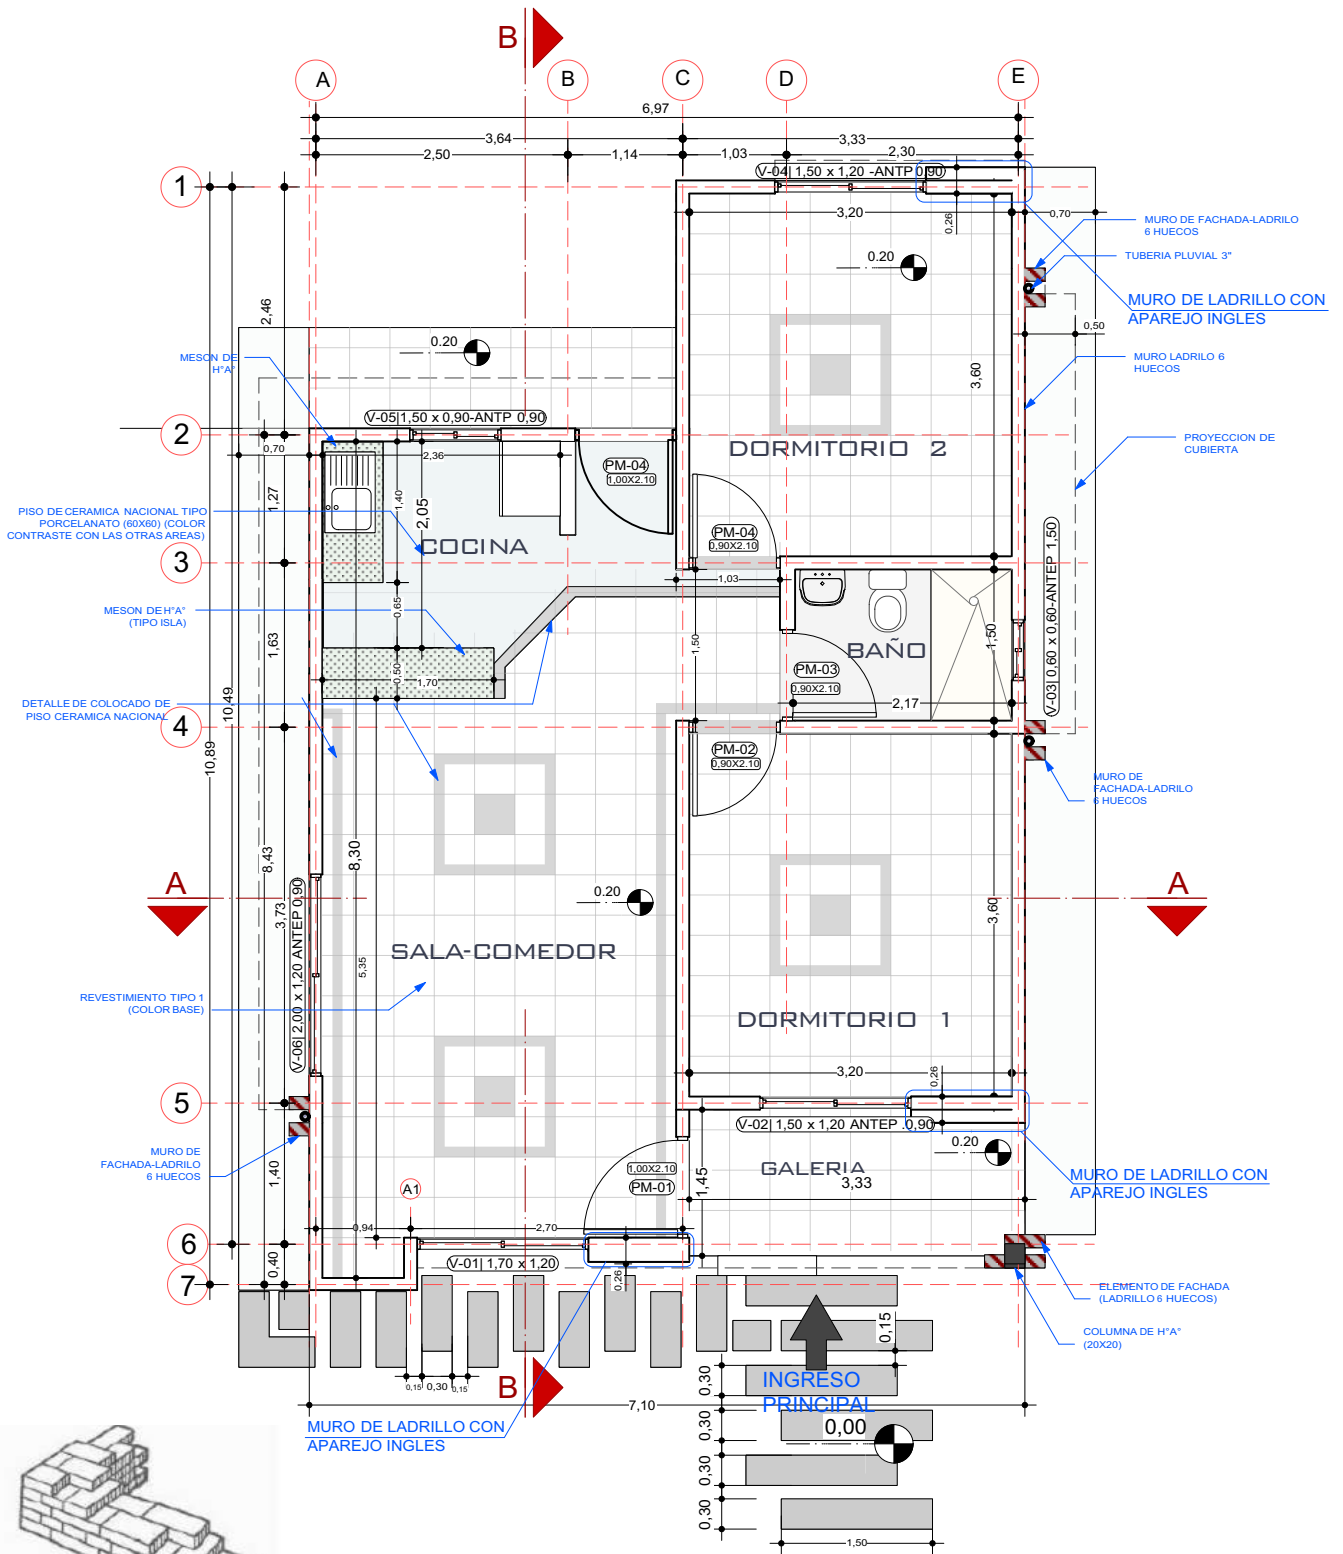 B
A
B
C
D
E
6,97
3,64
3,33
2,50
1,14
1,03
2,30
V-04| 1,50 x 1,20 -ANTP 0,90
1
3,20
0,26
0,70
MURO DE FACHADA-LADRILO
6 HUECOS
TUBERIA PLUVIAL 3"
0.20
MURO DE LADRILLO CON
APAREJO INGLES
0,50
2,46
0.20
MESON DE
H°A°
MURO LADRILO 6
HUECOS
3,60
V-05|1,50 x 0,90-ANTP 0,90
2
0,70
2,36
DORMITORIO 2
PROYECCION DE
CUBIERTA
PM-04
1,00X2.10
1,27
1,40
2,05
PISO DE CERAMICA NACIONAL TIPO
PORCELANATO (60X60) (COLOR
CONTRASTE CON LAS OTRAS AREAS)
COCINA
PM-04
0,90X2.10
3
1,03
V-03| 0,60 x 0,60-ANTEP 1,50
MESON DE H°A°
(TIPO ISLA)
0,65
1,63
1,50
1,50
BAÑO
PM-03
0,90X2.10
0,50
1,70
2,17
DETALLE DE COLOCADO DE
PISO CERAMICA NACIONAL
10,49
4
10,89
PM-02
0,90X2.10
MURO DE
FACHADA-LADRILO
6 HUECOS
8,43
8,30
A
A
0.20
3,73
3,60
V-06| 2,00 x 1,20 ANTEP 0,90
SALA-COMEDOR
5,35
REVESTIMIENTO TIPO 1
(COLOR BASE)
DORMITORIO 1
3,20
0,26
5
V-02| 1,50 x 1,20 ANTEP .0,90
0.20
MURO DE
FACHADA-LADRILO
6 HUECOS
1,40
1,00X2.10
PM-01
1,45
GALERIA
3,33
MURO DE LADRILLO CON
APAREJO INGLES
A1
0,94
2,70
6
V-01| 1,70 x 1,20
0,40
0,26
7
ELEMENTO DE FACHADA
(LADRILLO 6 HUECOS)
COLUMNA DE H°A°
(20X20)
0,15
0,15
0,30
0,15
B
0,30
INGRESO
PRINCIPAL
7,10
0,00
0,30
MURO DE LADRILLO CON
APAREJO INGLES
0,30
0,30
1,50